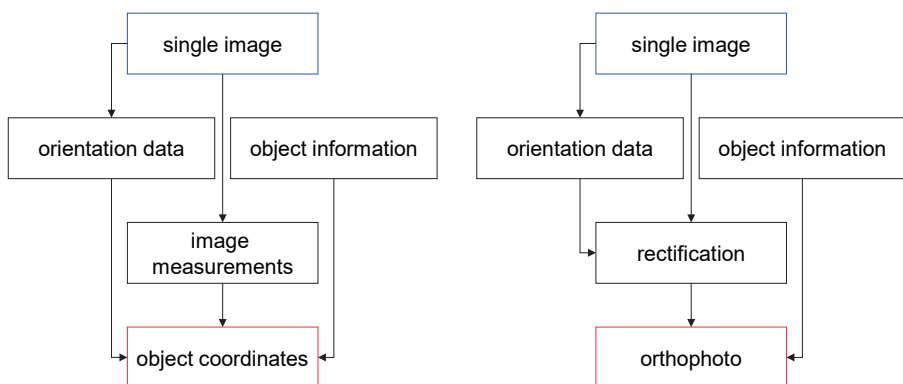 single image
orientation data
object information
image
measurements
object coordinates
single image
orientation data
object information
rectification
orthophoto